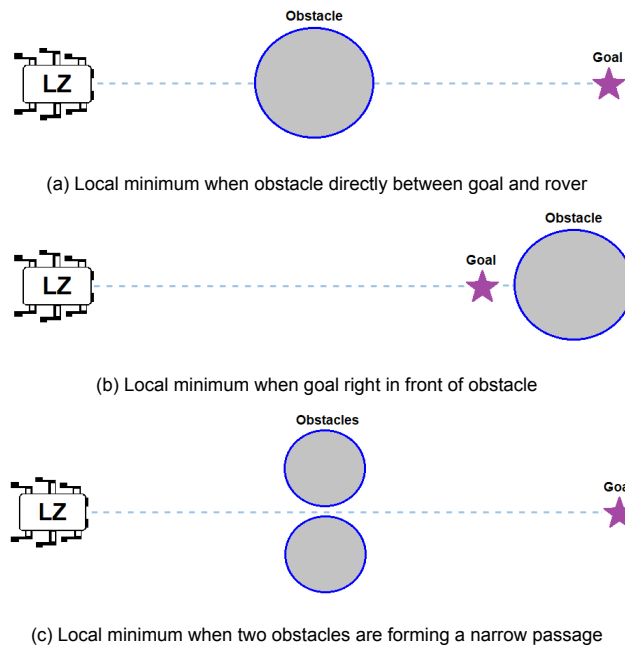 Obstacle
Goal
LZ
(a) Local minimum when obstacle directly between goal and rover
Obstacle
Goal
LZ
(b) Local minimum when goal right in front of obstacle
Obstacles
Goal
LZ
(c) Local minimum when two obstacles are forming a narrow passage